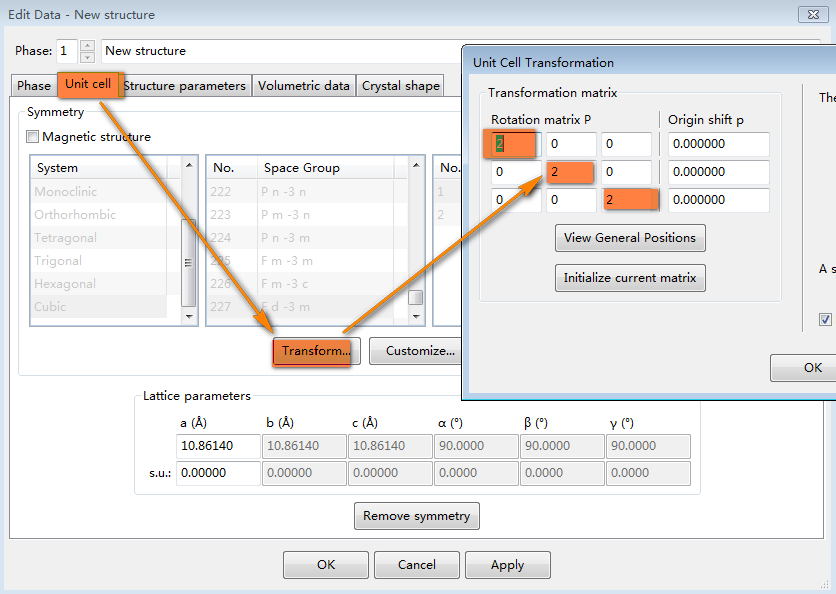 Edit Data - New structure
Phase: 1 New structure
Phase Unit cell Structure parameters Volumetric data Crystal shape
Symmetry
Magnetic structure
System No. Space Group No.
Monoclinic 222 P n -3 n 1
Orthorhombic 223 P m -3 n 2
Tetragonal 224 P n -3 m
Trigonal 225 F m -3 m
Hexagonal 226 F m -3 c
Cubic 227 F d -3 m
Transform... Customize...
Unit Cell Transformation
Transformation matrix
The
Rotation matrix P Origin shift p
2 0 0 0.000000
0 2 0 0.000000
0 0 2 0.000000
View General Positions
Initialize current matrix
A s
OK
Lattice parameters
a (Å) b (Å) c (Å) α (°) β (°) γ (°)
10.86140 10.86140 10.86140 90.0000 90.0000 90.0000
s.u.: 0.00000 0.00000 0.00000 0.0000 0.0000 0.0000
Remove symmetry
OK Cancel Apply